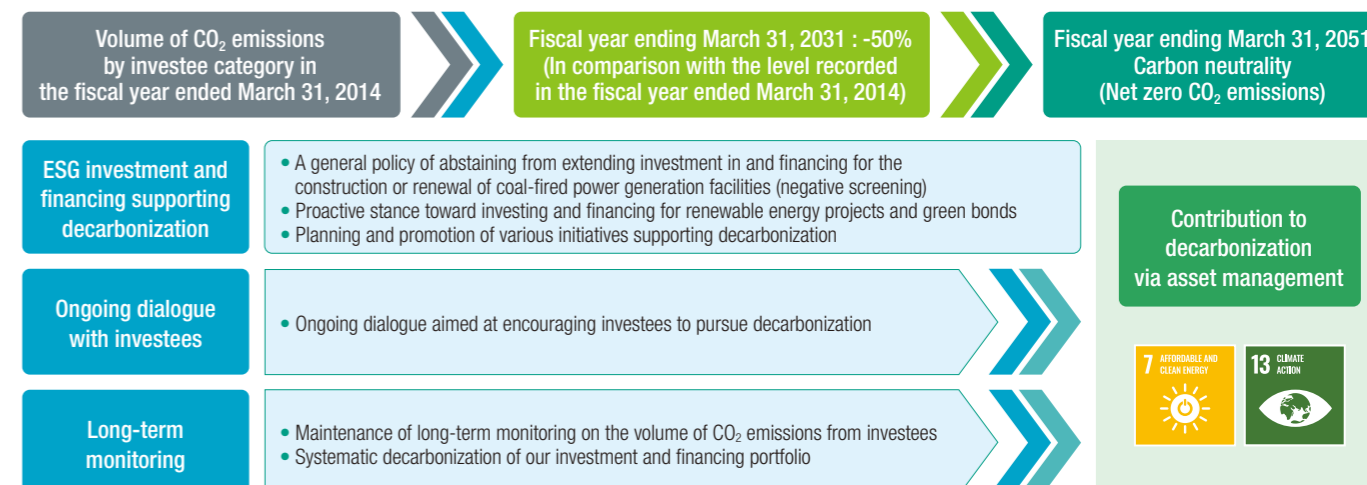 Volume of CO₂ emissions
by investee category in
the fiscal year ended March 31, 2014
Fiscal year ending March 31, 2031 : -50%
(In comparison with the level recorded
in the fiscal year ended March 31, 2014)
Fiscal year ending March 31, 2051
Carbon neutrality
(Net zero CO₂ emissions)
ESG investment and
financing supporting
decarbonization
• A general policy of abstaining from extending investment in and financing for the
construction or renewal of coal-fired power generation facilities (negative screening)
• Proactive stance toward investing and financing for renewable energy projects and green bonds
• Planning and promotion of various initiatives supporting decarbonization
Ongoing dialogue
with investees
• Ongoing dialogue aimed at encouraging investees to pursue decarbonization
Long-term
monitoring
• Maintenance of long-term monitoring on the volume of CO₂ emissions from investees
• Systematic decarbonization of our investment and financing portfolio
Contribution to
decarbonization
via asset management
7 AFFORDABLE AND
CLEAN ENERGY
13 CLIMATE
ACTION